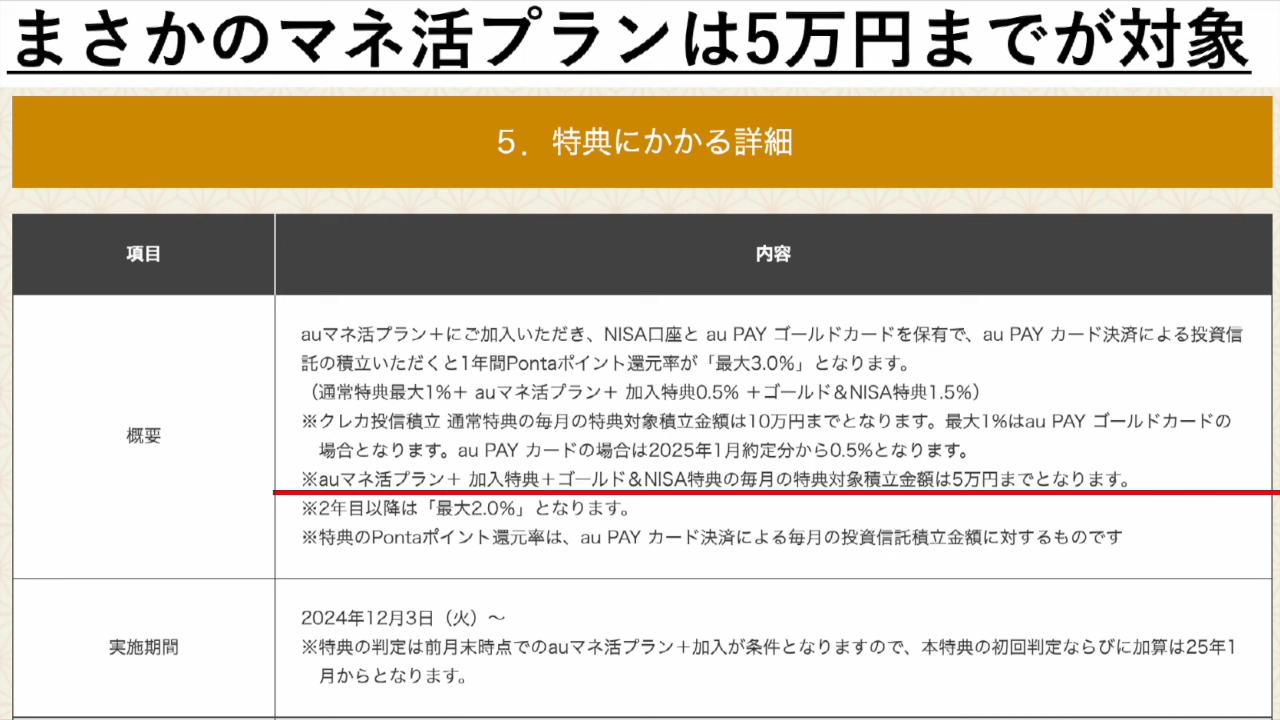 まさかのマネ活プランは5万円までが対象
５．特典にかかる詳細
項目
内容
概要
auマネ活プラン＋にご加入いただき、NISA口座と au PAY ゴールドカードを保有で、au PAY カード決済による投資信
託の積立いただくと1年間Pontaポイント還元率が「最大3.0%」となります。
（通常特典最大1%＋ auマネ活プラン＋ 加入特典0.5% ＋ゴールド＆NISA特典1.5%）
※クレカ投信積立 通常特典の毎月の特典対象積立金額は10万円までとなります。最大1%はau PAY ゴールドカードの
場合となります。au PAY カードの場合は2025年1月約定分から0.5%となります。
※auマネ活プラン＋ 加入特典＋ゴールド＆NISA特典の毎月の特典対象積立金額は5万円までとなります。
※2年目以降は「最大2.0%」となります。
※特典のPontaポイント還元率は、au PAY カード決済による毎月の投資信託積立金額に対するものです
実施期間
2024年12月3日（火）～
※特典の判定は前月末時点でのauマネ活プラン＋加入が条件となりますので、本特典の初回判定ならびに加算は25年1
月からとなります。